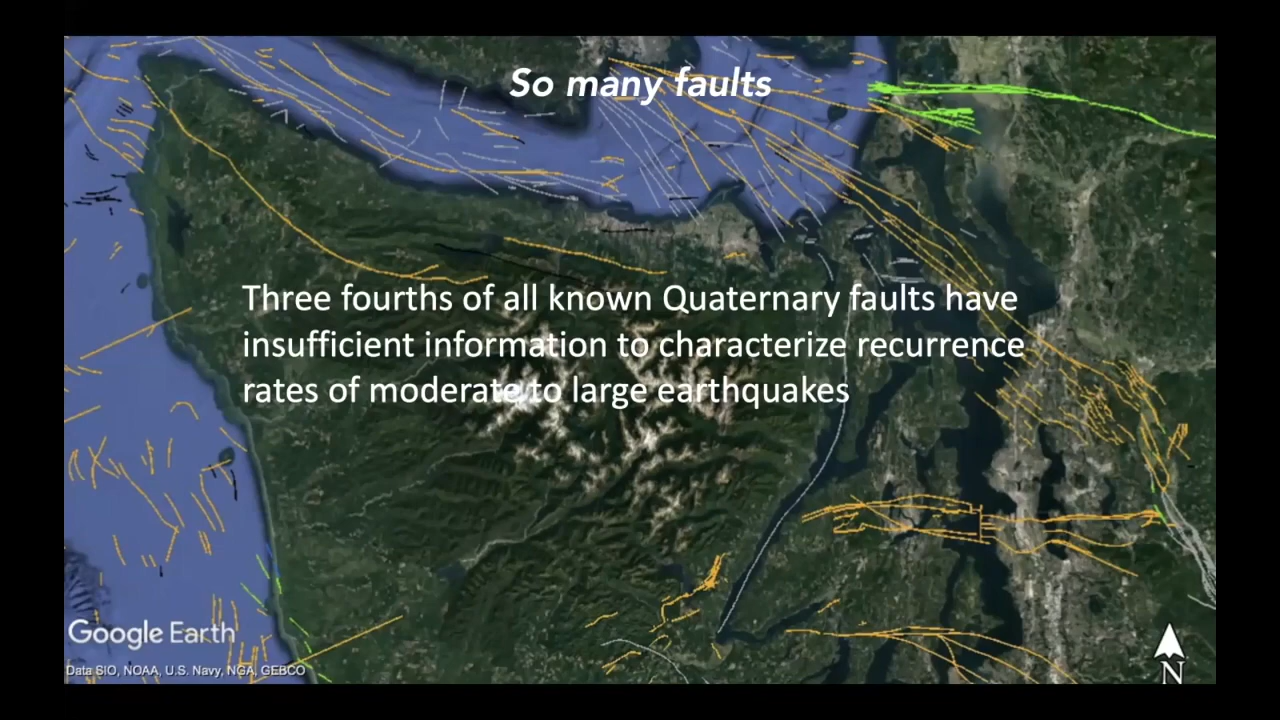 So many faults
Three fourths of all known Quaternary faults have
insufficient information to characterize recurrence
rates of moderate to large earthquakes
Google Earth
Data SIO, NOAA, U.S. Navy, NGA, GEBCO
N